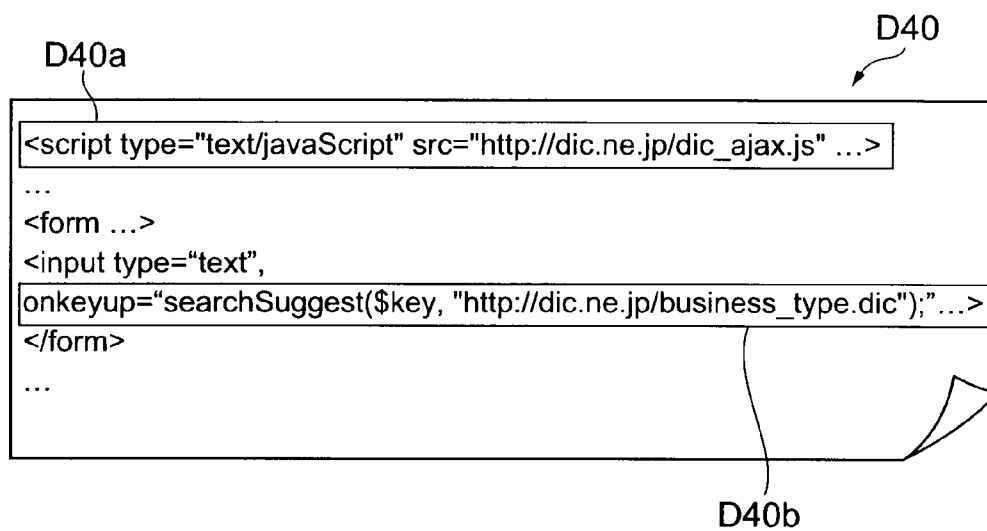 D40
D40a
<script type="text/javaScript" src="http://dic.ne.jp/dic_ajax.js" …>
…
<form …>
<input type=“text”,
onkeyup=“searchSuggest($key, "http://dic.ne.jp/business_type.dic");”…>
</form>
…
D40b